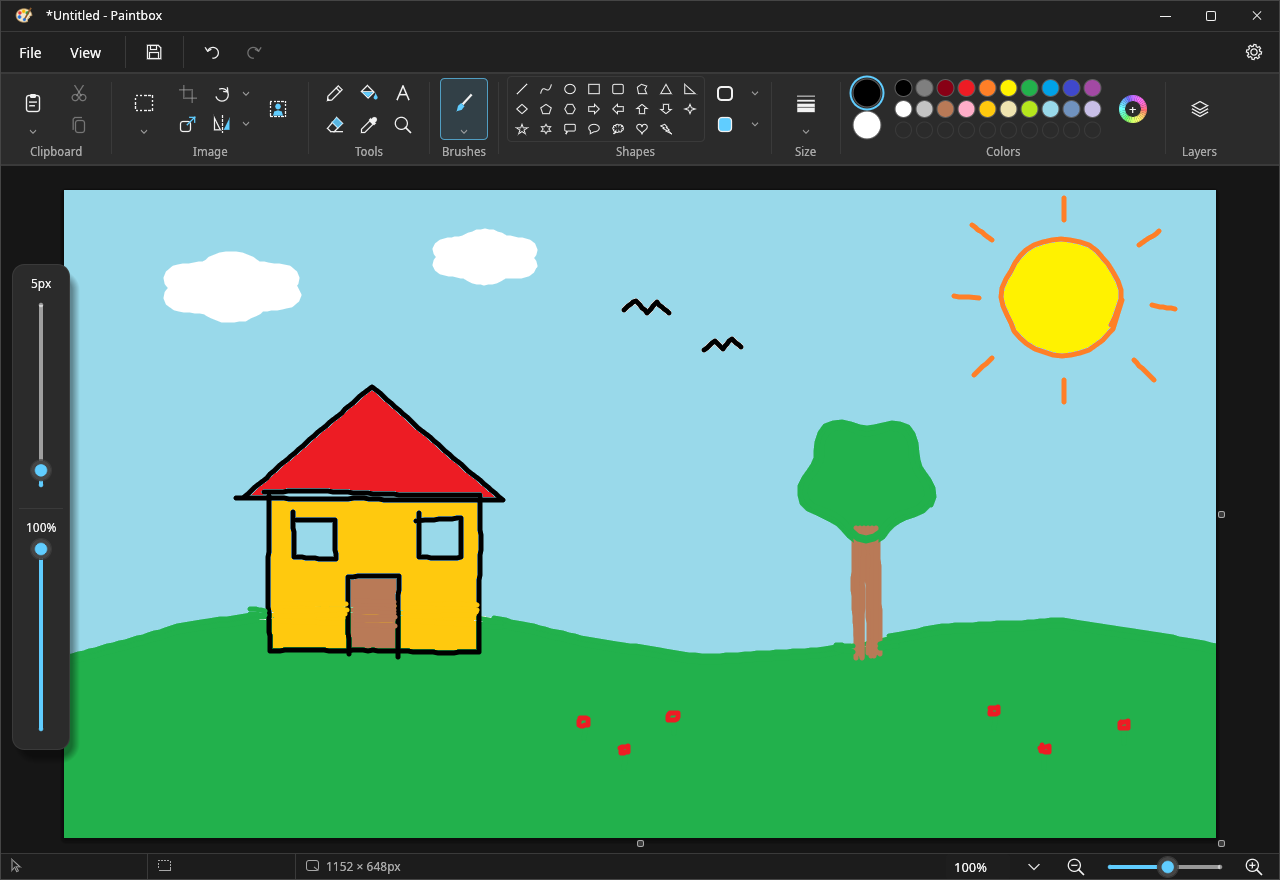 *Untitled - Paintbox
File View
Clipboard Image Tools Brushes Shapes Size Colors Layers
5px
100%
1152 × 648px 100%